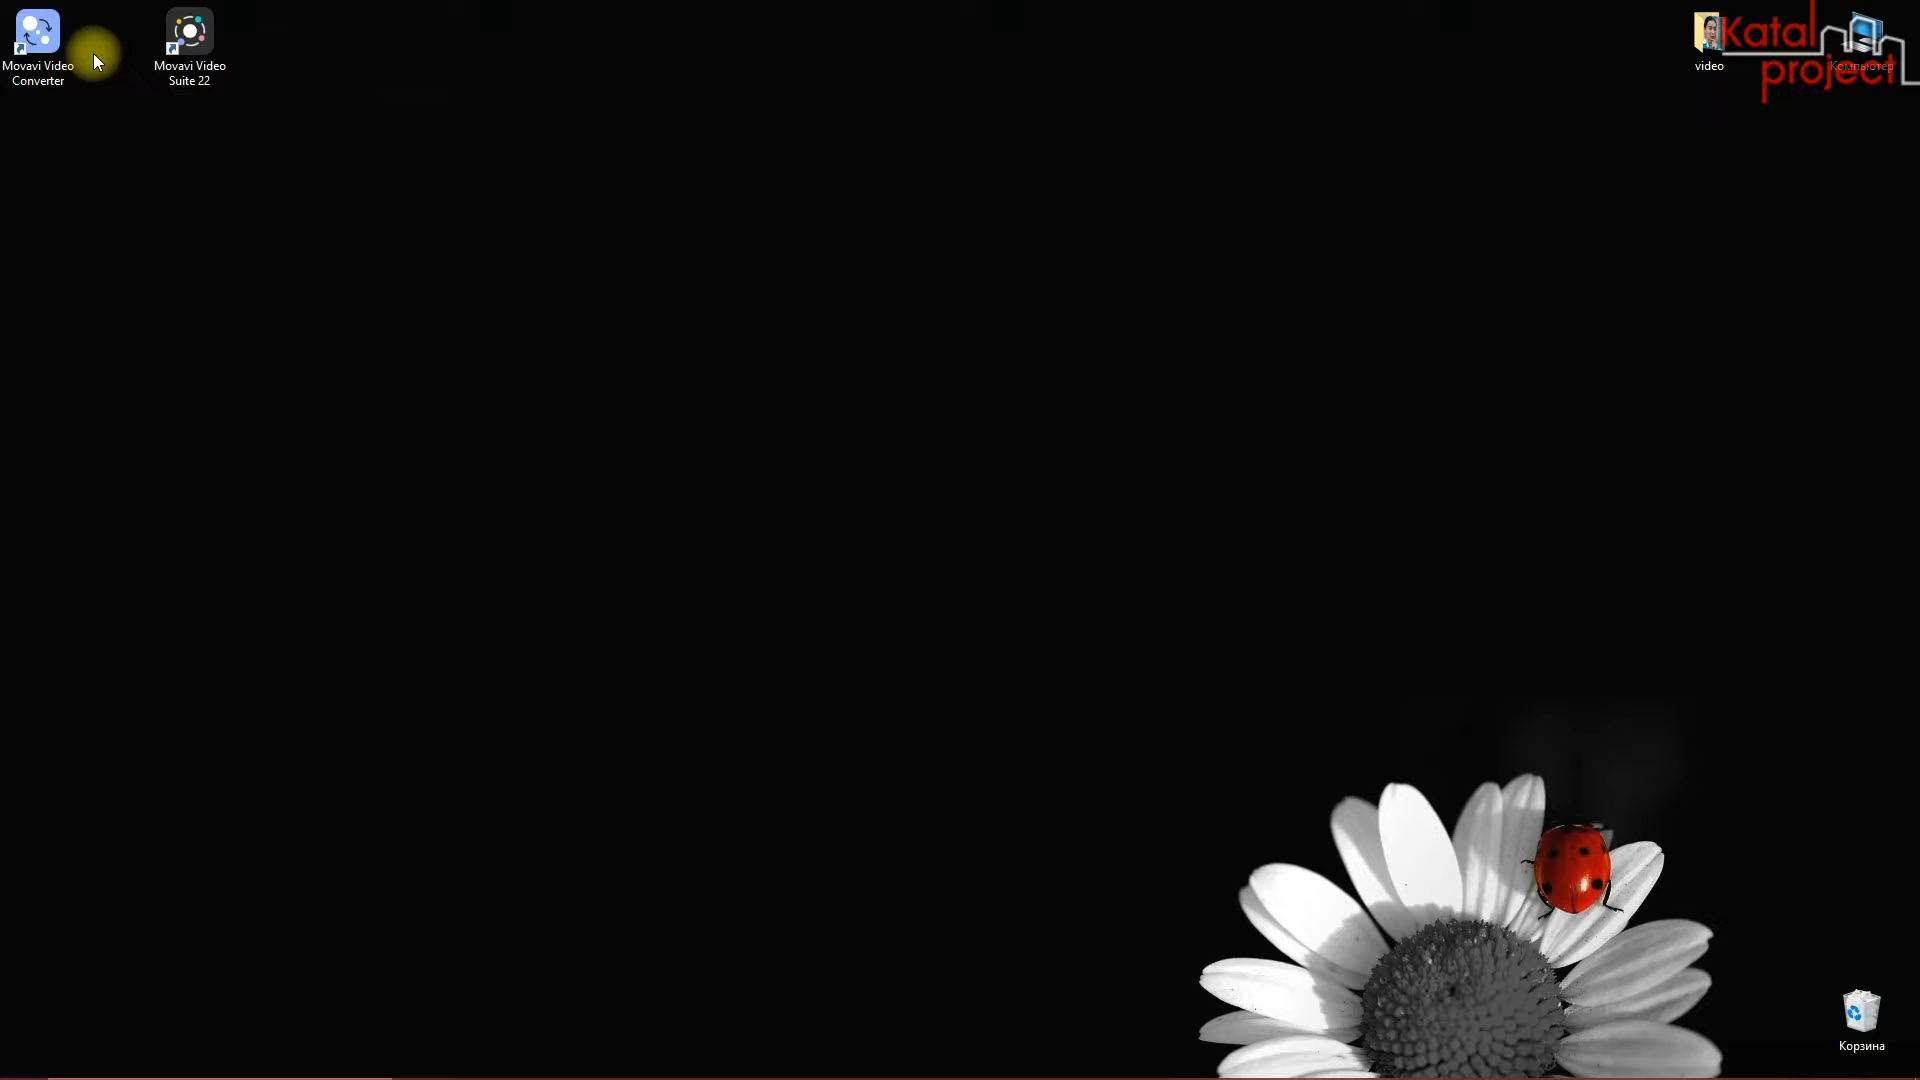 Movavi Video
Converter
Movavi Video
Suite 22
video
Katal
project
Компьютер
Корзина